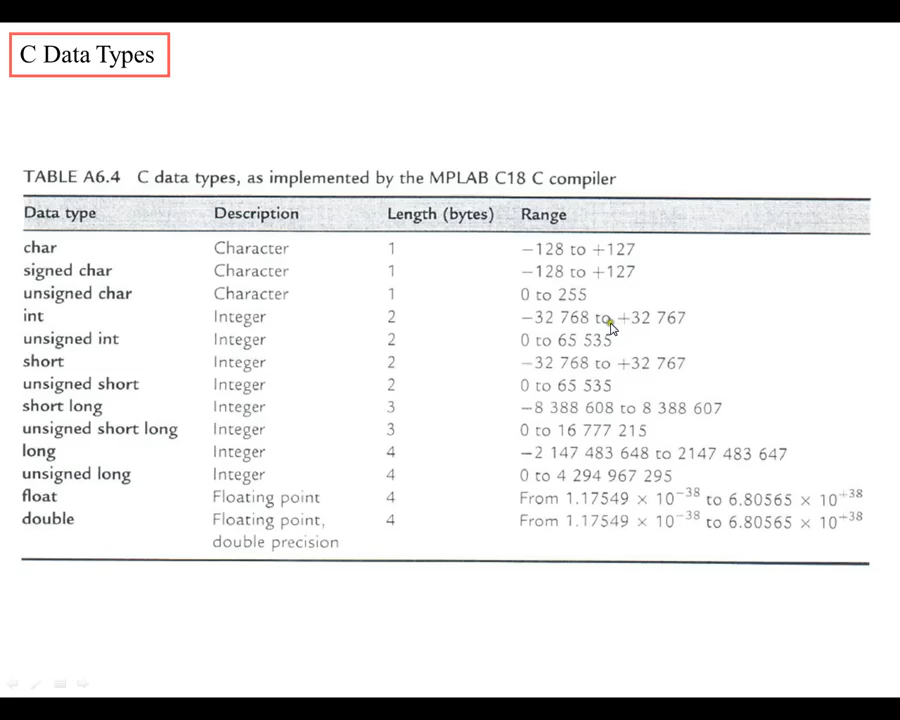 C Data Types
TABLE A6.4 C data types, as implemented by the MPLAB C18 C compiler
Data type Description Length (bytes) Range
char Character 1 −128 to +127
signed char Character 1 −128 to +127
unsigned char Character 1 0 to 255
int Integer 2 −32 768 to +32 767
unsigned int Integer 2 0 to 65 535
short Integer 2 −32 768 to +32 767
unsigned short Integer 2 0 to 65 535
short long Integer 3 −8 388 608 to 8 388 607
unsigned short long Integer 3 0 to 16 777 215
long Integer 4 −2 147 483 648 to 2147 483 647
unsigned long Integer 4 0 to 4 294 967 295
float Floating point 4 From 1.17549 × 10⁻³⁸ to 6.80565 × 10⁺³⁸
double Floating point, 4 From 1.17549 × 10⁻³⁸ to 6.80565 × 10⁺³⁸
double precision